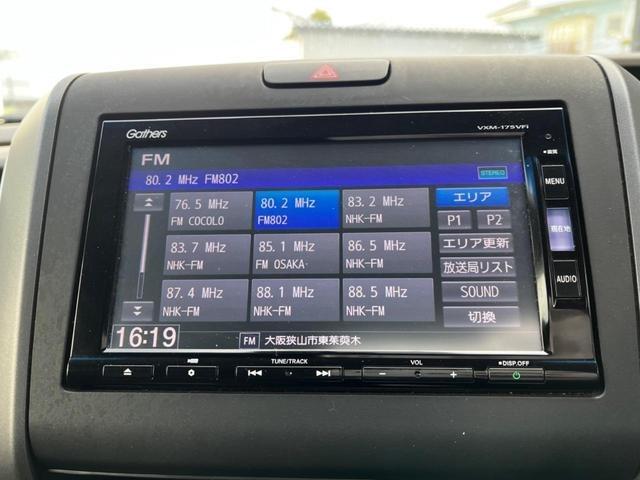 Gathers
VXM-175VFi
FM
80.2 MHz FM802
STEREO
76.5 MHz
FM COCOLO
80.2 MHz
FM802
83.2 MHz
NHK-FM
エリア
P1
P2
83.7 MHz
NHK-FM
85.1 MHz
FM OSAKA
86.5 MHz
NHK-FM
エリア更新
放送局リスト
87.4 MHz
NHK-FM
88.1 MHz
NHK-FM
88.5 MHz
NHK-FM
SOUND
切換
16:19
FM 大阪狭山市東茱萸木
MENU
現在地
AUDIO
TUNE/TRACK
VOL
DISP.OFF